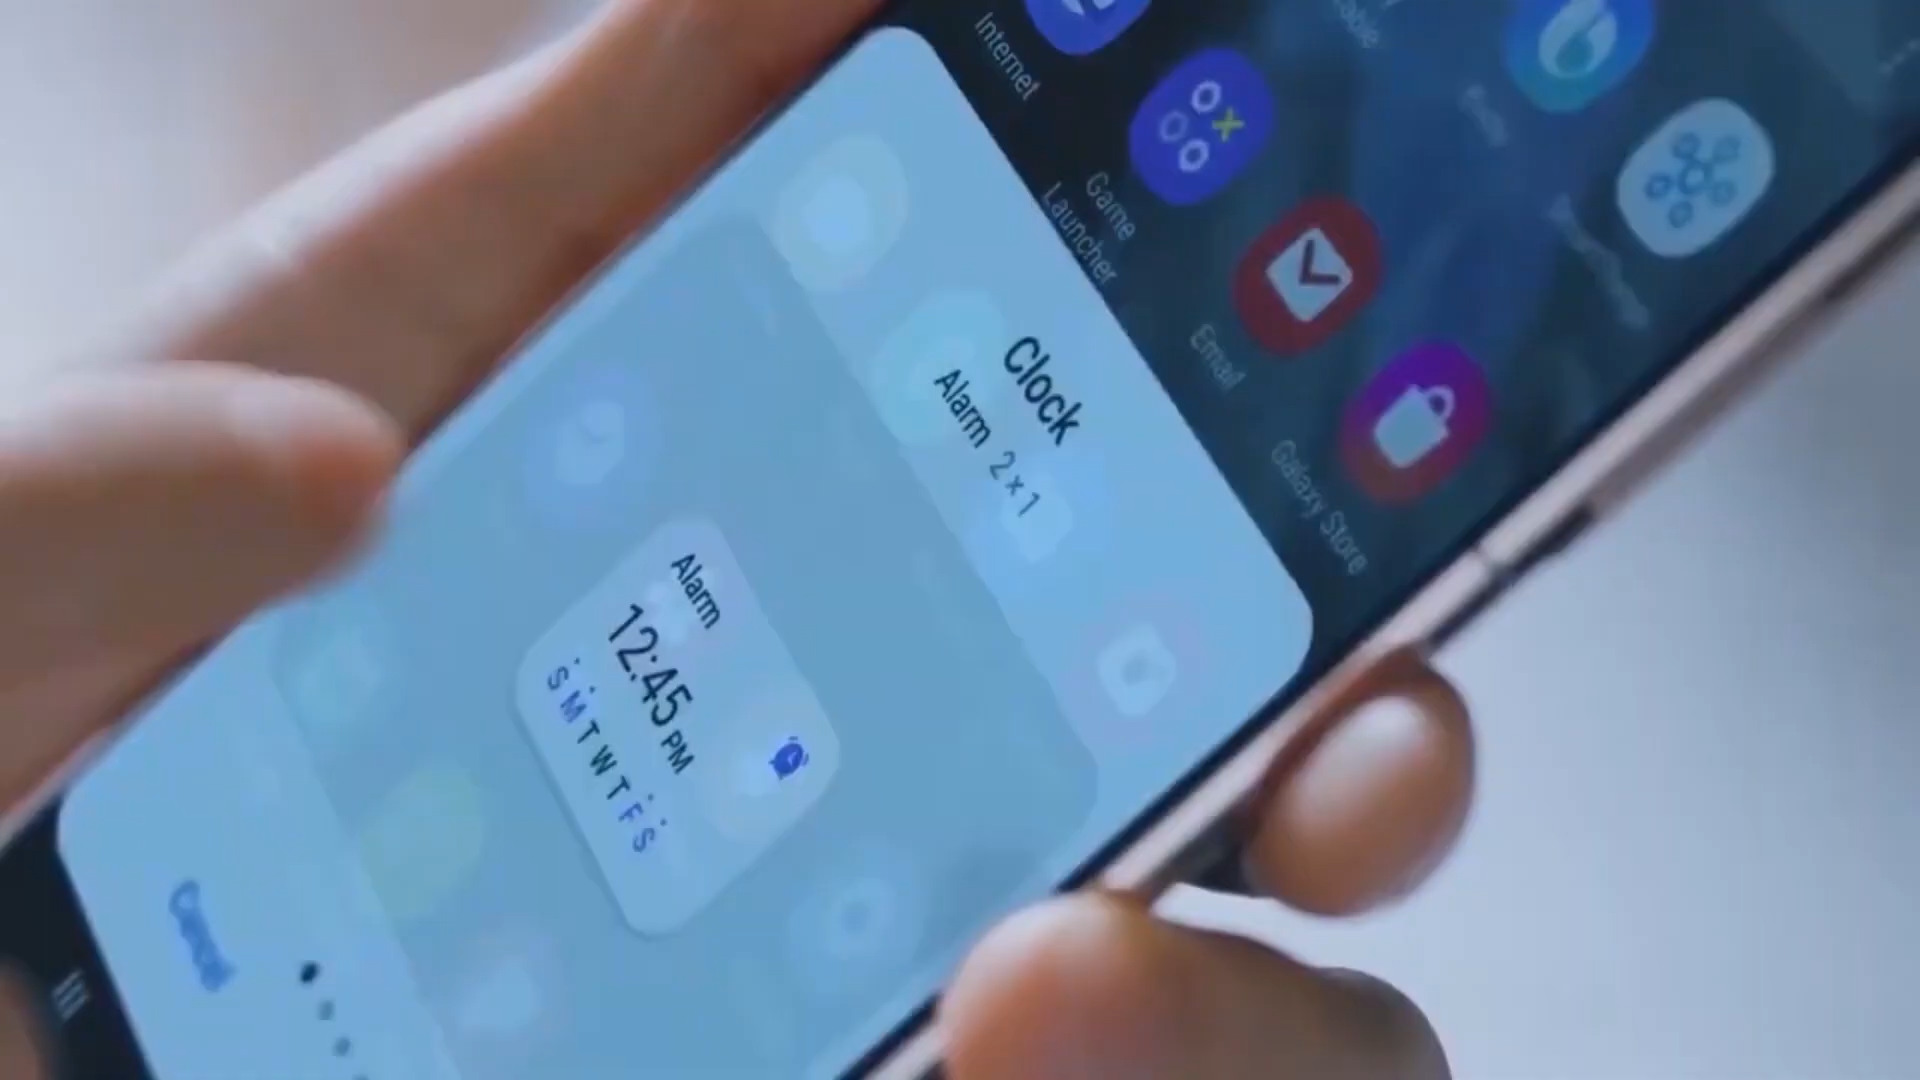 Internet
Game
Launcher
Email
Galaxy Store
Clock
Alarm 2×1
Alarm
12:45 PM
S M T W T F S
Cancel